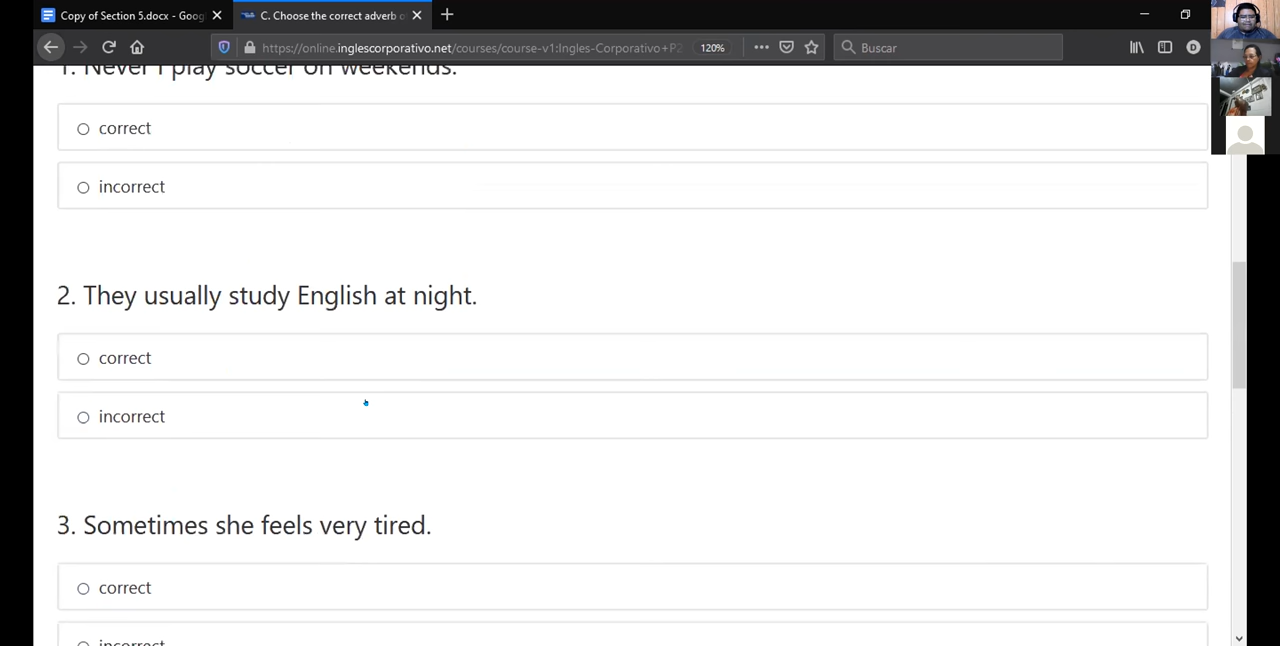 Copy of Section 5.docx - Goog
C. Choose the correct adverb o
https://online.inglescorporativo.net/courses/course-v1:Ingles-Corporativo+P2
120%
Buscar
D
1. Never I play soccer on weekends.
correct
incorrect
2. They usually study English at night.
correct
incorrect
3. Sometimes she feels very tired.
correct
incorrect